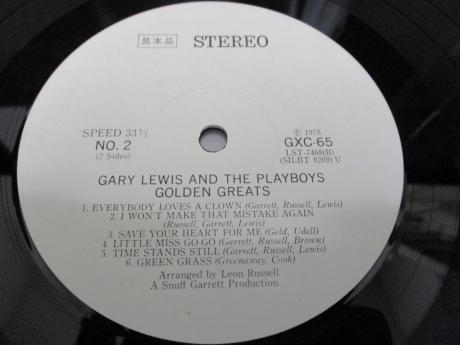 見本品 STEREO
SPEED 33 1/3
NO. 2
(2 Sides)
Ⓟ 1978
GXC-65
LST-7468(B)
(SILBT 8269) U
GARY LEWIS AND THE PLAYBOYS
GOLDEN GREATS
1. EVERYBODY LOVES A CLOWN (Garrett, Russell, Lewis)
2. I WON'T MAKE THAT MISTAKE AGAIN
(Russell, Garrett, Lewis)
3. SAVE YOUR HEART FOR ME (Geld, Udell)
4. LITTLE MISS GO-GO (Garrett, Russell, Brown)
5. TIME STANDS STILL (Garrett, Russell, Lewis)
6. GREEN GRASS (Greenaway, Cook)
Arranged by Leon Russell
A Snuff Garrett Production